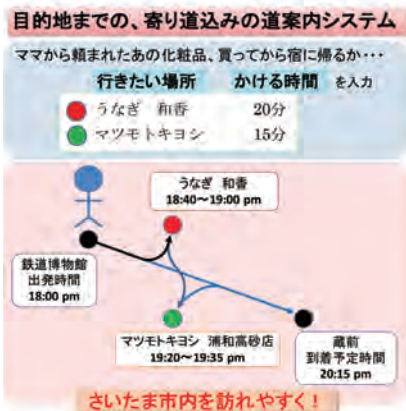 目的地までの、寄り道込みの道案内システム
ママから頼まれたあの化粧品、買ってから宿に帰るか・・・
行きたい場所 かける時間 を入力
うなぎ 和香 20分
マツモトキヨシ 15分
うなぎ 和香
18:40～19:00 pm
鉄道博物館
出発時間
18:00 pm
マツモトキヨシ 浦和高砂店
19:20～19:35 pm
蔵前
到着予定時間
20:15 pm
さいたま市内を訪れやすく！